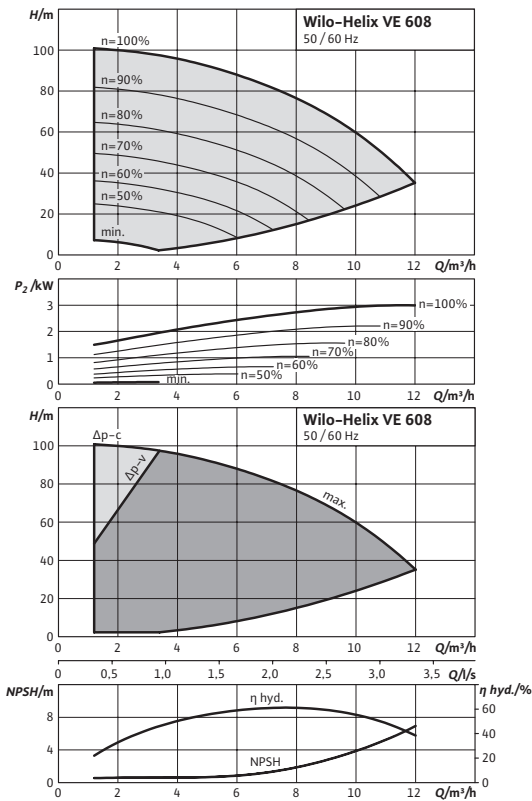 H/m
Wilo-Helix VE 608
50 / 60 Hz
n=100%
100
n=90%
80
n=80%
60
n=70%
40
n=60%
n=50%
20
min.
0
0 2 4 6 8 10 12 Q/m³/h
P₂ /kW
3
n=100%
2
n=90%
n=80%
1
n=70%
n=60%
n=50%
min.
0
0 2 4 6 8 10 12 Q/m³/h
H/m
Wilo-Helix VE 608
50 / 60 Hz
Δp-c
100
Δp-v
max.
80
60
40
20
0
0 2 4 6 8 10 12 Q/m³/h
0 0,5 1,0 1,5 2,0 2,5 3,0 3,5 Q/l/s
NPSH/m
η hyd./%
η hyd.
8
60
40
4
NPSH
20
0
0
0 2 4 6 8 10 12 Q/m³/h